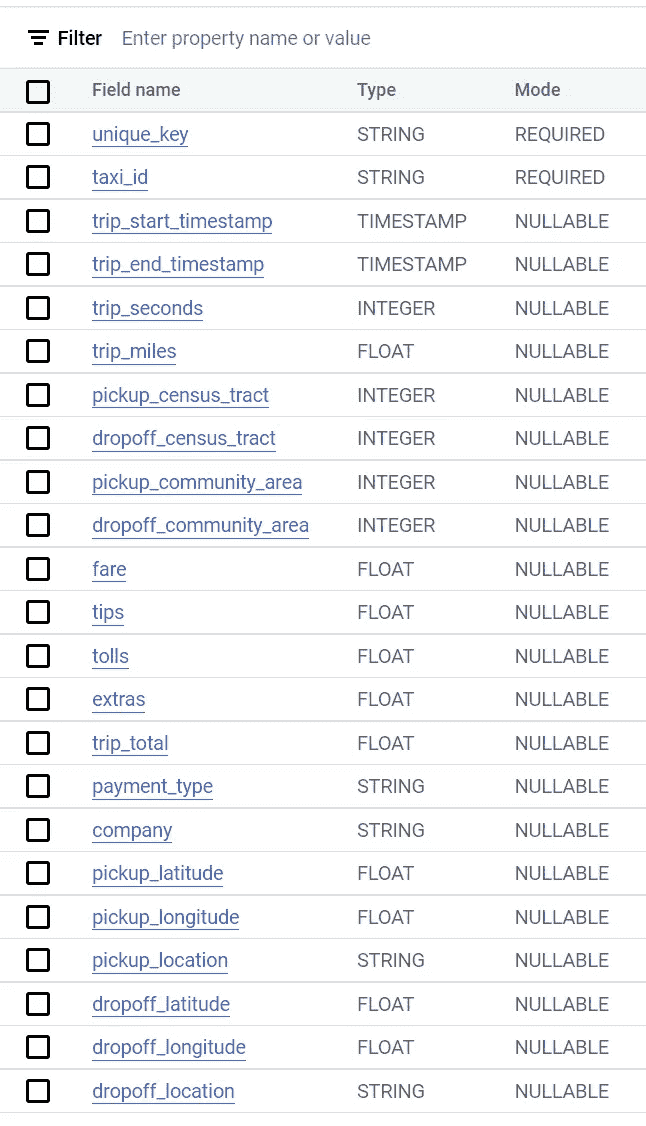 Filter Enter property name or value
Field name Type Mode
unique_key STRING REQUIRED
taxi_id STRING REQUIRED
trip_start_timestamp TIMESTAMP NULLABLE
trip_end_timestamp TIMESTAMP NULLABLE
trip_seconds INTEGER NULLABLE
trip_miles FLOAT NULLABLE
pickup_census_tract INTEGER NULLABLE
dropoff_census_tract INTEGER NULLABLE
pickup_community_area INTEGER NULLABLE
dropoff_community_area INTEGER NULLABLE
fare FLOAT NULLABLE
tips FLOAT NULLABLE
tolls FLOAT NULLABLE
extras FLOAT NULLABLE
trip_total FLOAT NULLABLE
payment_type STRING NULLABLE
company STRING NULLABLE
pickup_latitude FLOAT NULLABLE
pickup_longitude FLOAT NULLABLE
pickup_location STRING NULLABLE
dropoff_latitude FLOAT NULLABLE
dropoff_longitude FLOAT NULLABLE
dropoff_location STRING NULLABLE